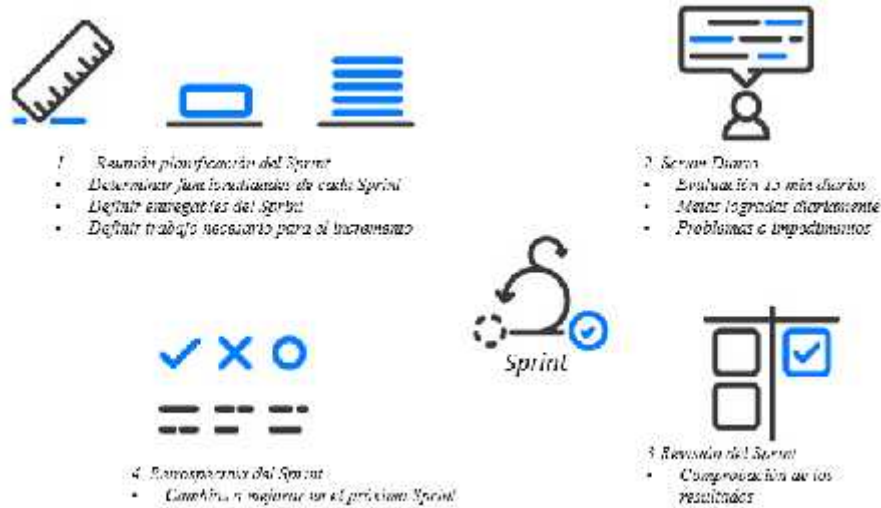 1. Reunión planificación del Sprint
• Determinar funcionalidades de cada Sprint
• Definir entregables del Sprint
• Definir trabajo necesario para el incremento
2. Scrum Diario
• Evaluación 15 min diarios
• Metas logradas diariamente
• Problemas o impedimentos
Sprint
3. Revisión del Sprint
• Comprobación de los
resultados
4. Retrospectiva del Sprint
• Cambios a mejorar en el próximo Sprint